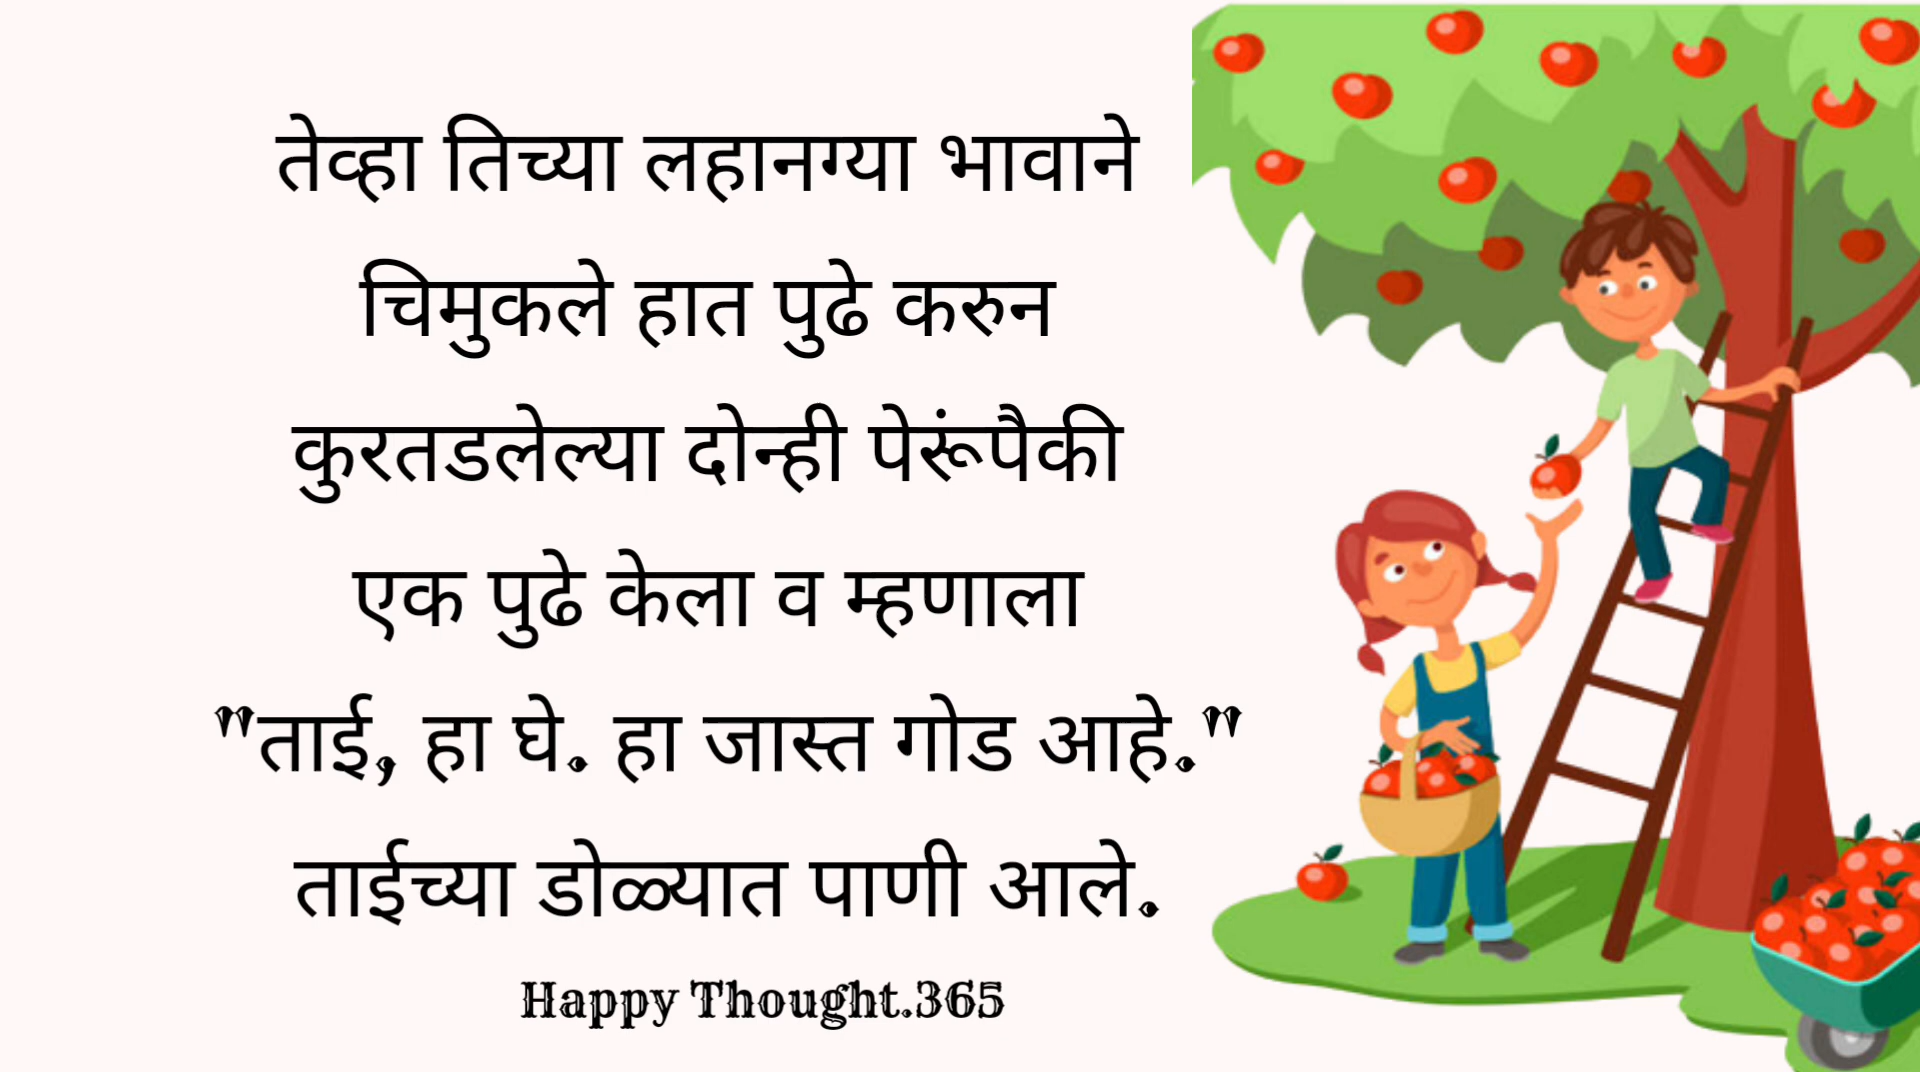 तेव्हा तिच्या लहानग्या भावाने
चिमुकले हात पुढे करुन
कुरतडलेल्या दोन्ही पेरूंपैकी
एक पुढे केला व म्हणाला
"ताई, हा घे. हा जास्त गोड आहे."
ताईच्या डोळ्यात पाणी आले.
Happy Thought.365